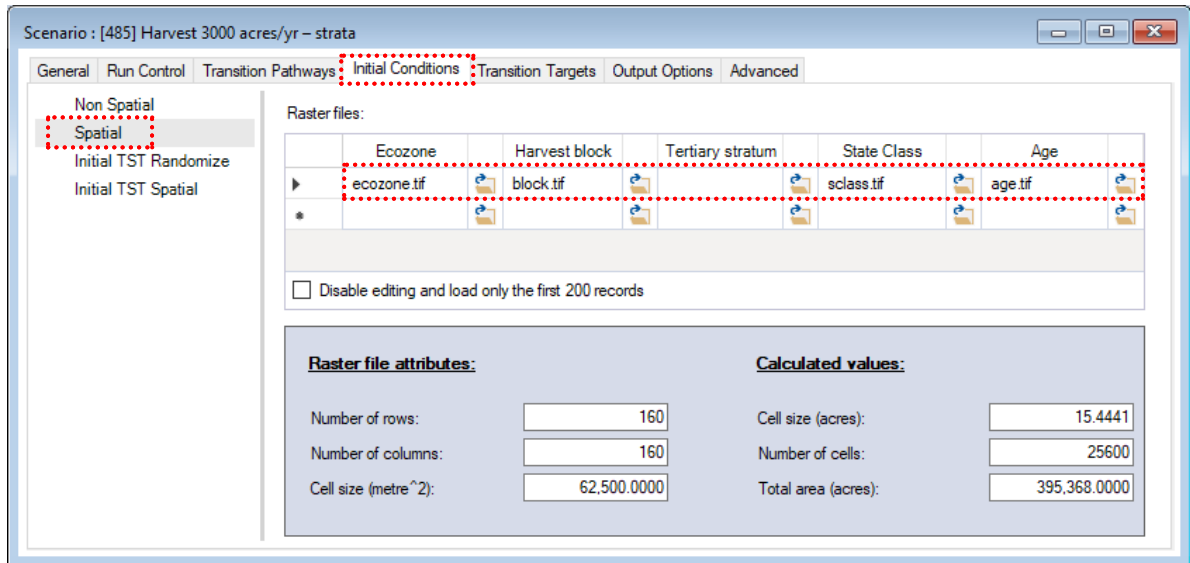 Scenario : [485] Harvest 3000 acres/yr – strata
General Run Control Transition Pathways Initial Conditions Transition Targets Output Options Advanced
Non Spatial
Spatial
Initial TST Randomize
Initial TST Spatial
Raster files:
Ecozone Harvest block Tertiary stratum State Class Age
ecozone.tif block.tif sclass.tif age.tif
Disable editing and load only the first 200 records
Raster file attributes: Calculated values:
Number of rows: 160 Cell size (acres): 15.4441
Number of columns: 160 Number of cells: 25600
Cell size (metre^2): 62,500.0000 Total area (acres): 395,368.0000